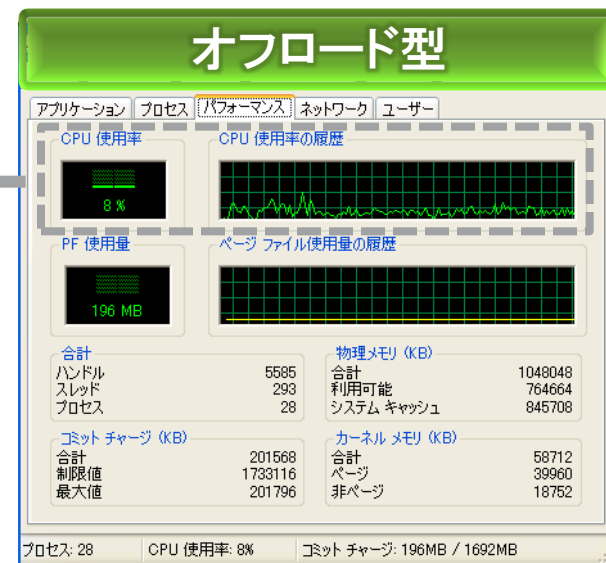 オフロード型
アプリケーション プロセス パフォーマンス ネットワーク ユーザー
CPU 使用率 CPU 使用率の履歴
8 %
PF 使用量 ページ ファイル使用量の履歴
196 MB
合計 物理メモリ (KB)
ハンドル 5585 合計 1048048
スレッド 293 利用可能 764664
プロセス 28 システム キャッシュ 845708
コミット チャージ (KB) カーネル メモリ (KB)
合計 201568 合計 58712
制限値 1733116 ページ 39960
最大値 201796 非ページ 18752
プロセス: 28 CPU 使用率: 8% コミット チャージ: 196MB / 1692MB